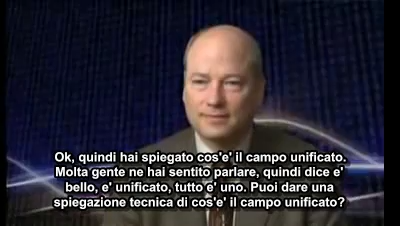 Ok, quindi hai spiegato cos'e' il campo unificato.
Molta gente ne hai sentito parlare, quindi dice e'
bello, e' unificato, tutto e' uno. Puoi dare una
spiegazione tecnica di cos'e' il campo unificato?